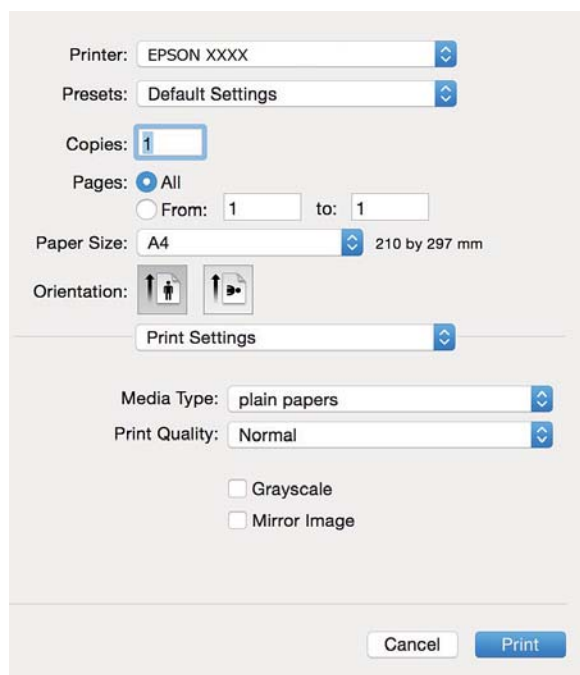 Printer: EPSON XXXX
Presets: Default Settings
Copies: 1
Pages: All
From: 1 to: 1
Paper Size: A4 210 by 297 mm
Orientation:
Print Settings
Media Type: plain papers
Print Quality: Normal
Grayscale
Mirror Image
Cancel Print